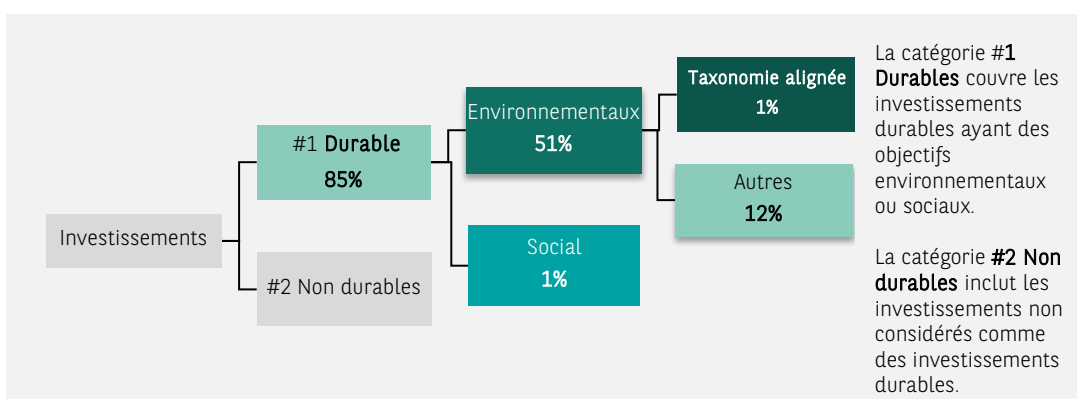 Investissements
#1 Durable
85%
#2 Non durables
Environnementaux
51%
Social
1%
Taxonomie alignée
1%
Autres
12%
La catégorie #1
Durables couvre les
investissements
durables ayant des
objectifs
environnementaux
ou sociaux.
La catégorie #2 Non
durables inclut les
investissements non
considérés comme
des investissements
durables.